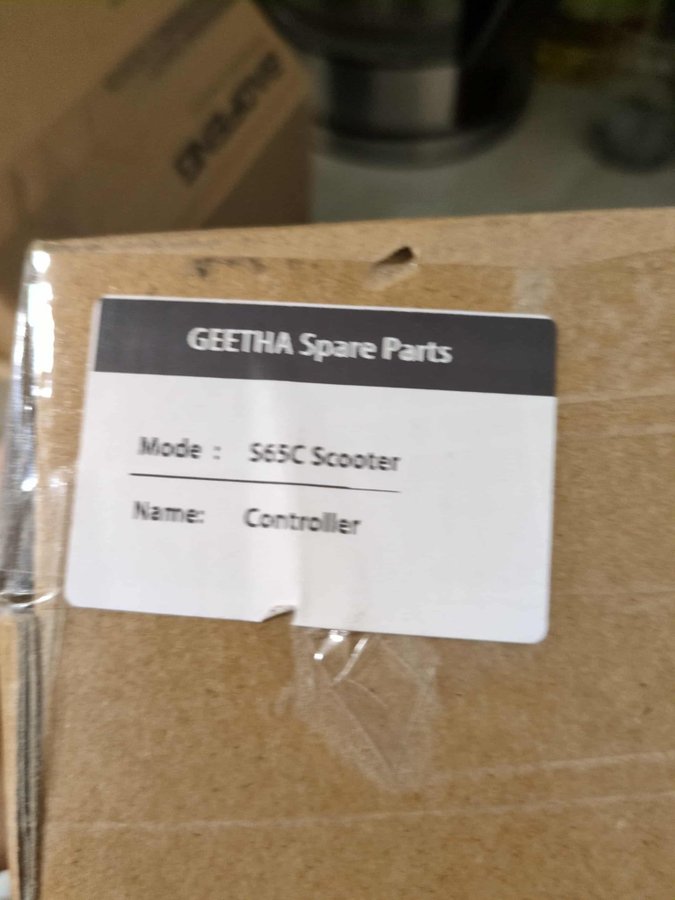 GEETHA Spare Parts
Mode : S65C Scooter
Name: Controller